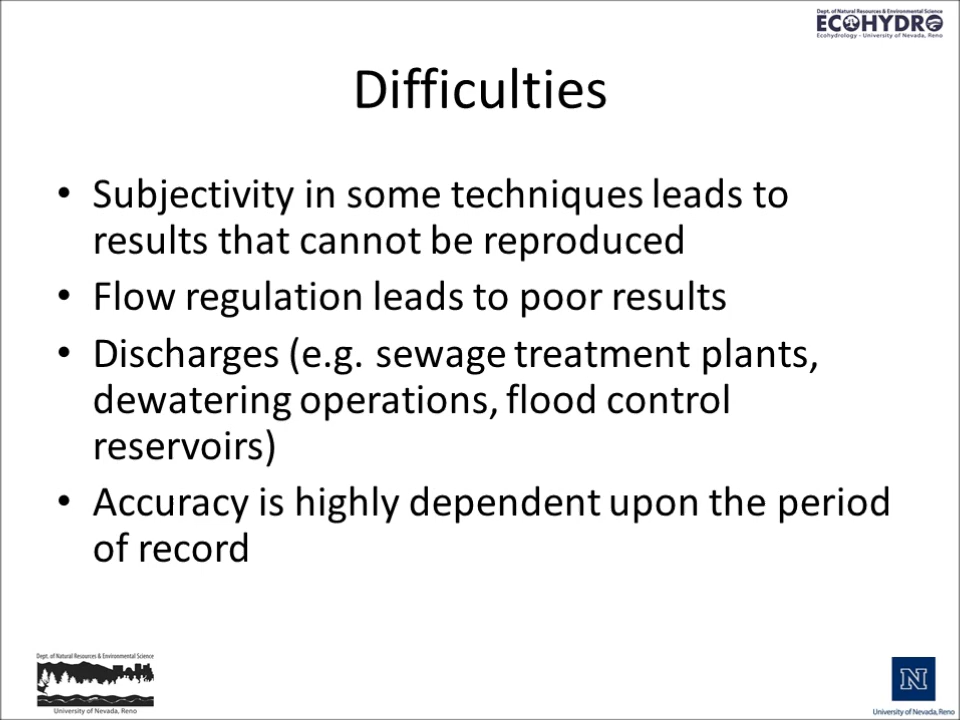 Dept. of Natural Resources & Environmental Science
ECOHYDRO
Ecohydrology - University of Nevada, Reno
Difficulties
• Subjectivity in some techniques leads to
results that cannot be reproduced
• Flow regulation leads to poor results
• Discharges (e.g. sewage treatment plants,
dewatering operations, flood control
reservoirs)
• Accuracy is highly dependent upon the period
of record
Dept. of Natural Resources & Environmental Science
University of Nevada, Reno
N
University of Nevada, Reno